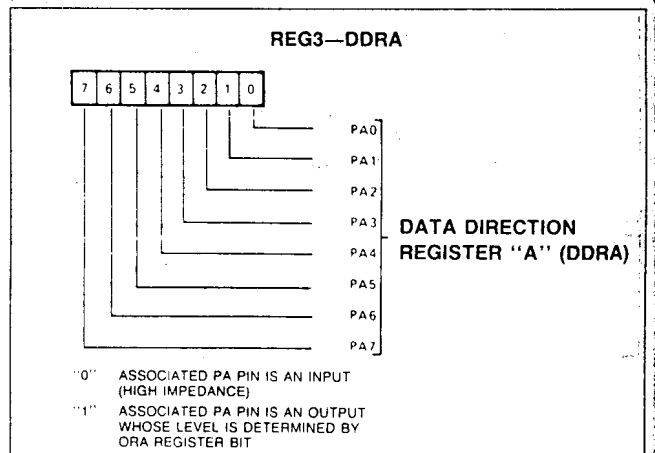 REG3—DDRA
7 6 5 4 3 2 1 0
PA0
PA1
PA2
PA3
PA4
PA5
PA6
PA7
DATA DIRECTION
REGISTER "A" (DDRA)
"0" ASSOCIATED PA PIN IS AN INPUT
(HIGH IMPEDANCE)
"1" ASSOCIATED PA PIN IS AN OUTPUT
WHOSE LEVEL IS DETERMINED BY
ORA REGISTER BIT